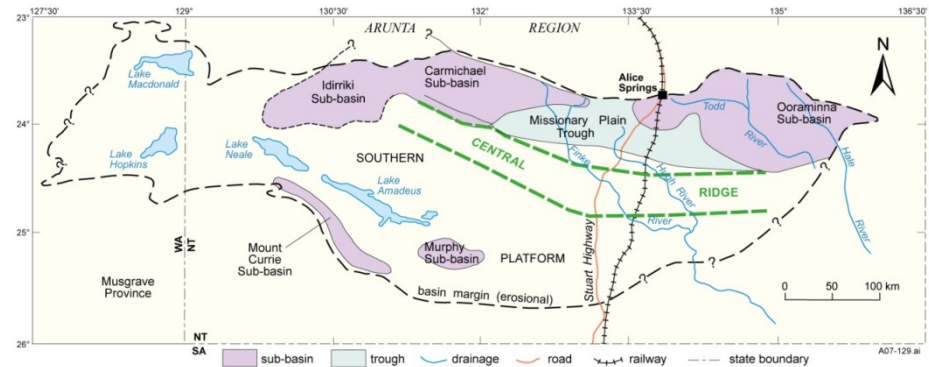 23° 127°30' 129° 130°30' 132° 133°30' 135° 136°30'
ARUNTA REGION
?
?
?
N
Lake
Macdonald
Idirriki
Sub-basin
Carmichael
Sub-basin
Alice
Springs
Ooraminna
Sub-basin
Todd
River
Missionary Plain
Trough
24°
Lake
Hopkins
Lake
Neale
SOUTHERN
CENTRAL
RIDGE
Finke
Hugh River
River
Hale
River
?
?
?
Lake
Amadeus
25°
WA
NT
Mount
Currie
Sub-basin
Murphy
Sub-basin
PLATFORM
Stuart Highway
?
?
Musgrave
Province
basin margin (erosional)
0 50 100 km
26°
NT
SA
A07-129.ai
sub-basin trough drainage road railway state boundary